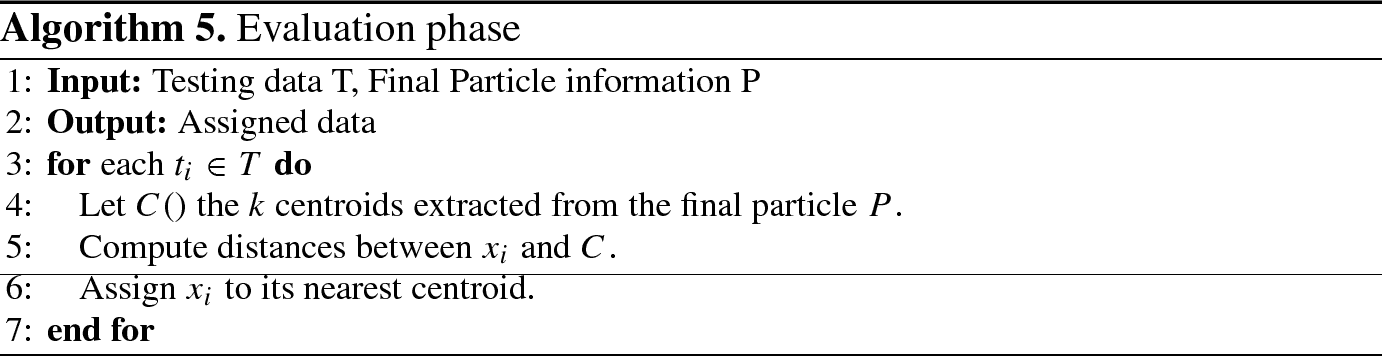 Algorithm 5. Evaluation phase
1: Input: Testing data T, Final Particle information P
2: Output: Assigned data
3: for each t_i ∈ T do
4: Let C() the k centroids extracted from the final particle P.
5: Compute distances between x_i and C.
6: Assign x_i to its nearest centroid.
7: end for